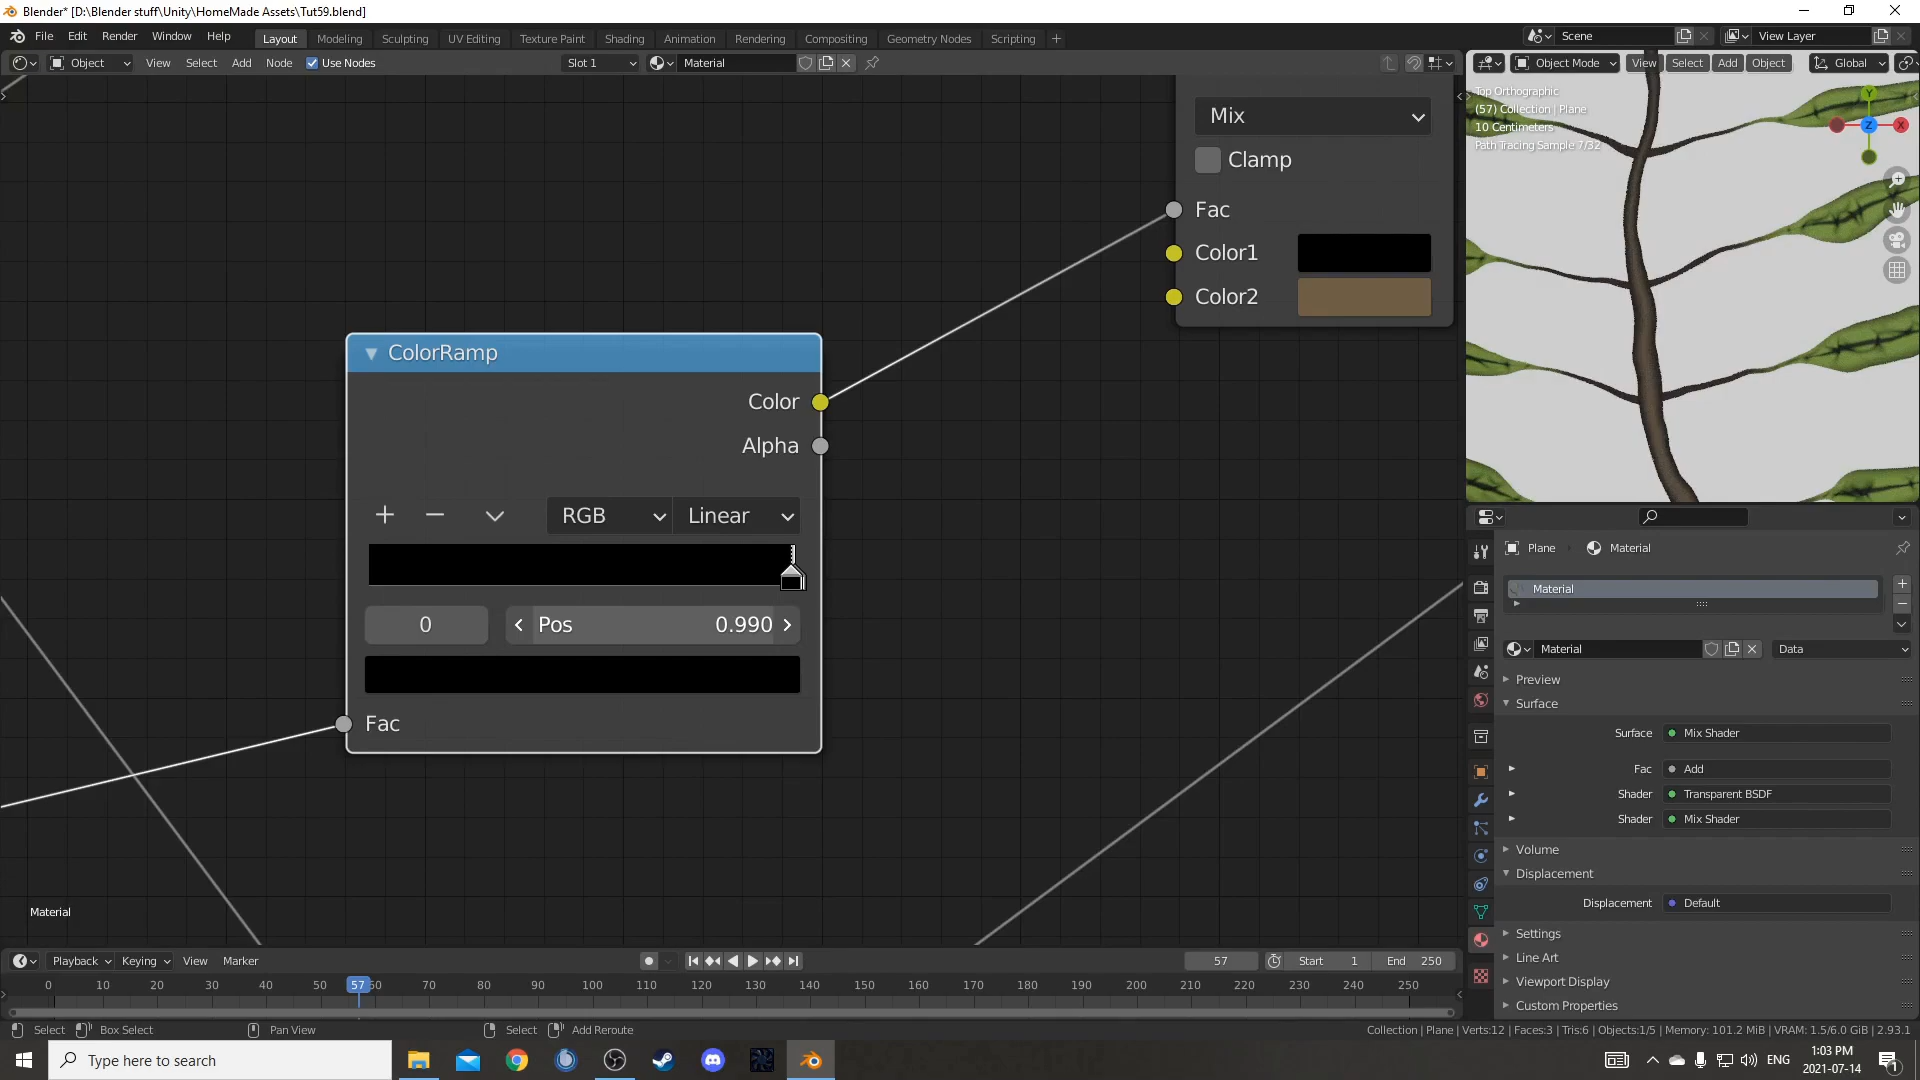 Blender* [D:\Blender stuff\Unity\HomeMade Assets\Tut59.blend]
File Edit Render Window Help Layout Modeling Sculpting UV Editing Texture Paint Shading Animation Rendering Compositing Geometry Nodes Scripting + Scene View Layer
Object View Select Add Node Use Nodes Slot 1 Material Object Mode View Select Add Object Global
Top Orthographic
(57) Collection | Plane
10 Centimeters
Path Tracing Sample 7/32
Y
Z
X
Mix
Clamp
Fac
Color1
Color2
ColorRamp
Color
Alpha
RGB Linear
0 Pos 0.990
Fac
Material
Plane Material
Material
Material Data
Preview
Surface
Surface Mix Shader
Fac Add
Shader Transparent BSDF
Shader Mix Shader
Volume
Displacement
Displacement Default
Settings
Line Art
Viewport Display
Custom Properties
Playback Keying View Marker 57 Start 1 End 250
0 10 20 30 40 50 57 60 70 80 90 100 110 120 130 140 150 160 170 180 190 200 210 220 230 240 250
Select Box Select Pan View Select Add Reroute Collection | Plane | Verts:12 | Faces:3 | Tris:6 | Objects:1/5 | Memory: 101.2 MiB | VRAM: 1.5/6.0 GiB | 2.93.1
Type here to search
ENG
1:03 PM
2021-07-14
1